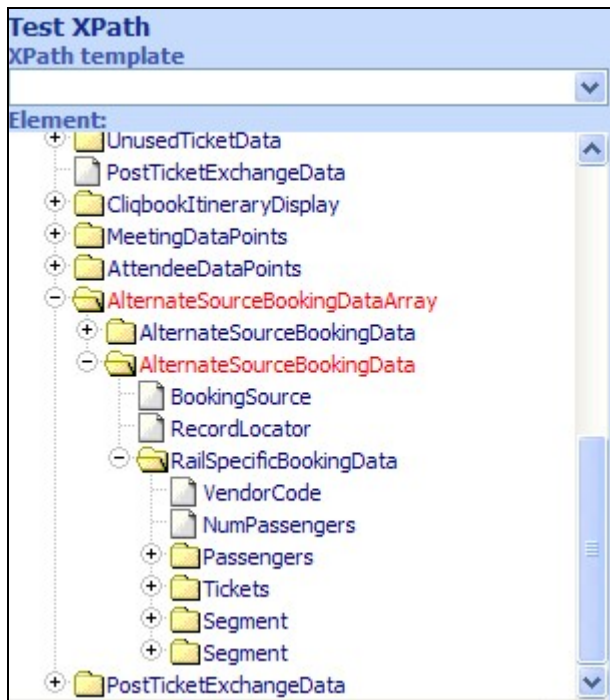 Test XPath
XPath template
Element:
UnusedTicketData
PostTicketExchangeData
CliqbookItineraryDisplay
MeetingDataPoints
AttendeeDataPoints
AlternateSourceBookingDataArray
AlternateSourceBookingData
AlternateSourceBookingData
BookingSource
RecordLocator
RailSpecificBookingData
VendorCode
NumPassengers
Passengers
Tickets
Segment
Segment
PostTicketExchangeData